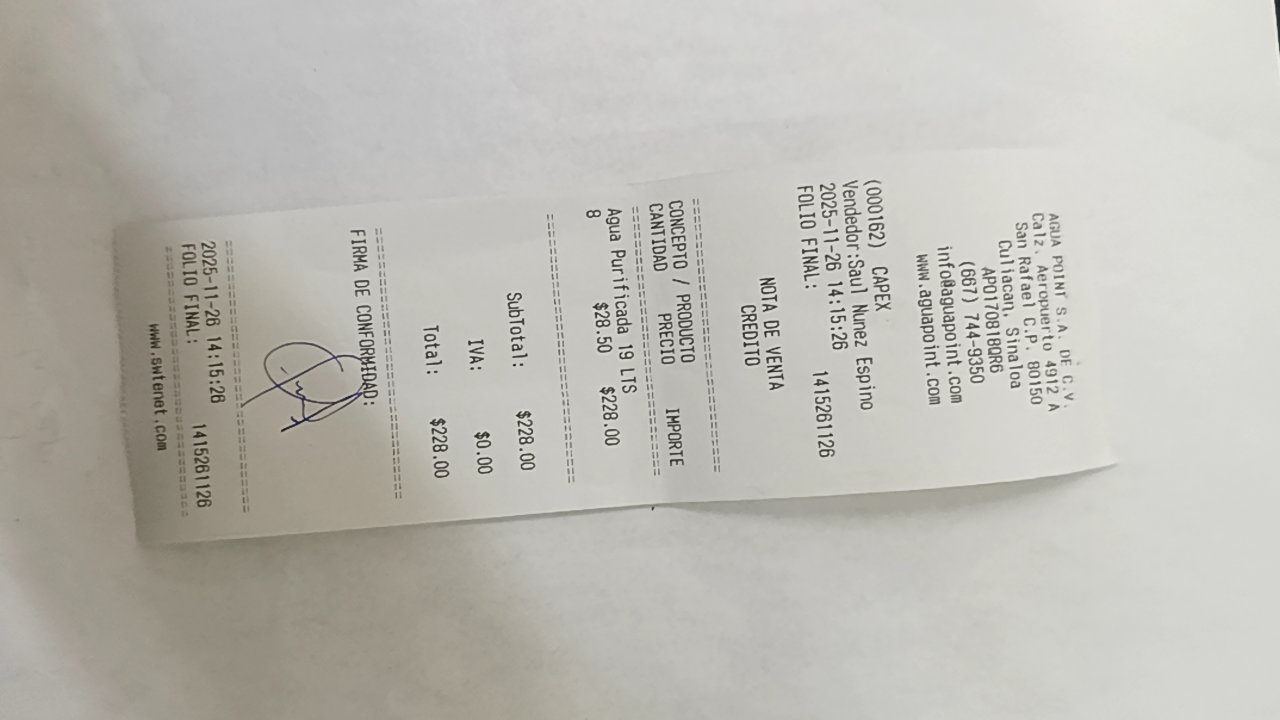 AGUA POINT S.A. DE C.V.
Calz. Aeropuerto 4912 A
San Rafael C.P. 80150
Culiacan, Sinaloa
APO170818QR6
(667) 744-9350
info@aguapoint.com
www.aguapoint.com
(000162) CAPEX
Vendedor:Saul Nunez Espino
2025-11-26 14:15:26
FOLIO FINAL: 1415261126
NOTA DE VENTA
CREDITO
CONCEPTO / PRODUCTO
CANTIDAD PRECIO IMPORTE
Agua Purificada 19 LTS
8 $28.50 $228.00
SubTotal: $228.00
IVA: $0.00
Total: $228.00
FIRMA DE CONFORMIDAD:
2025-11-26 14:15:26
FOLIO FINAL: 1415261126
www.swtenet.com